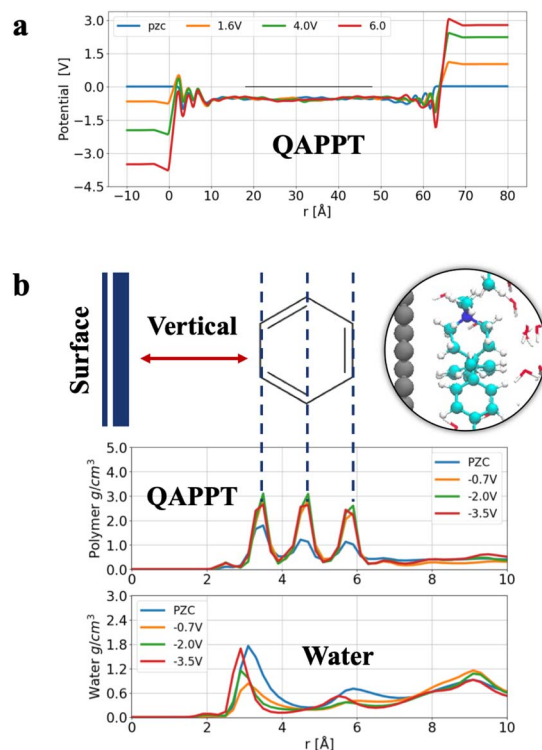 a
pzc 1.6V 4.0V 6.0
3.0
1.5
0.0
−1.5
−3.0
−4.5
Potential [V]
QAPPT
−10 0 10 20 30 40 50 60 70 80
r [Å]
b
Surface
Vertical
5.0
4.0
3.0
2.0
1.0
0.0
Polymer g/cm³
QAPPT
PZC
-0.7V
-2.0V
-3.5V
0 2 4 6 8 10
3.0
2.4
1.8
1.2
0.6
0.0
Water g/cm³
PZC
-0.7V
-2.0V
-3.5V
Water
0 2 4 6 8 10
r [Å]